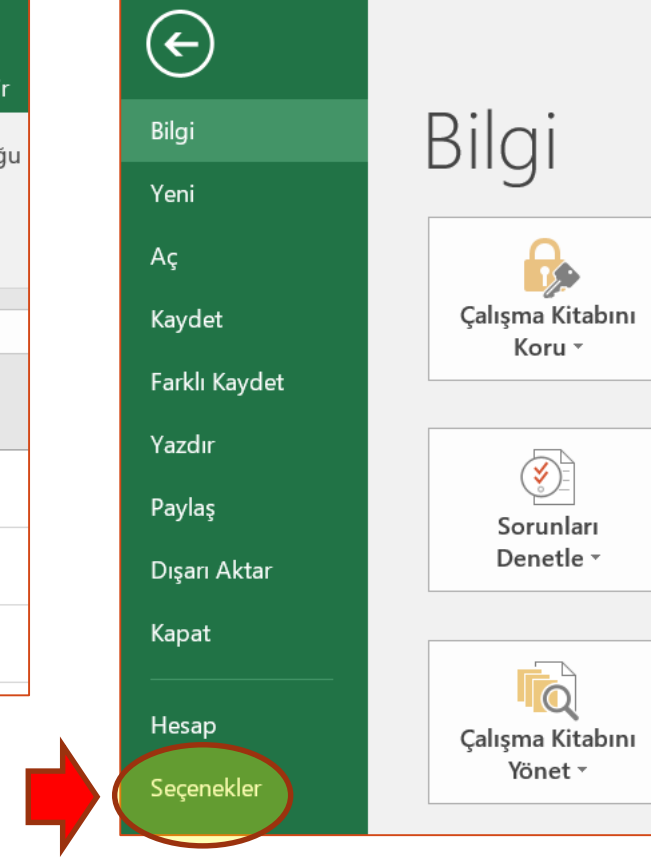 Bilgi
Yeni
Aç
Kaydet
Farklı Kaydet
Yazdır
Paylaş
Dışarı Aktar
Kapat
Hesap
Seçenekler
Bilgi
Çalışma Kitabını
Koru
Sorunları
Denetle
Çalışma Kitabını
Yönet